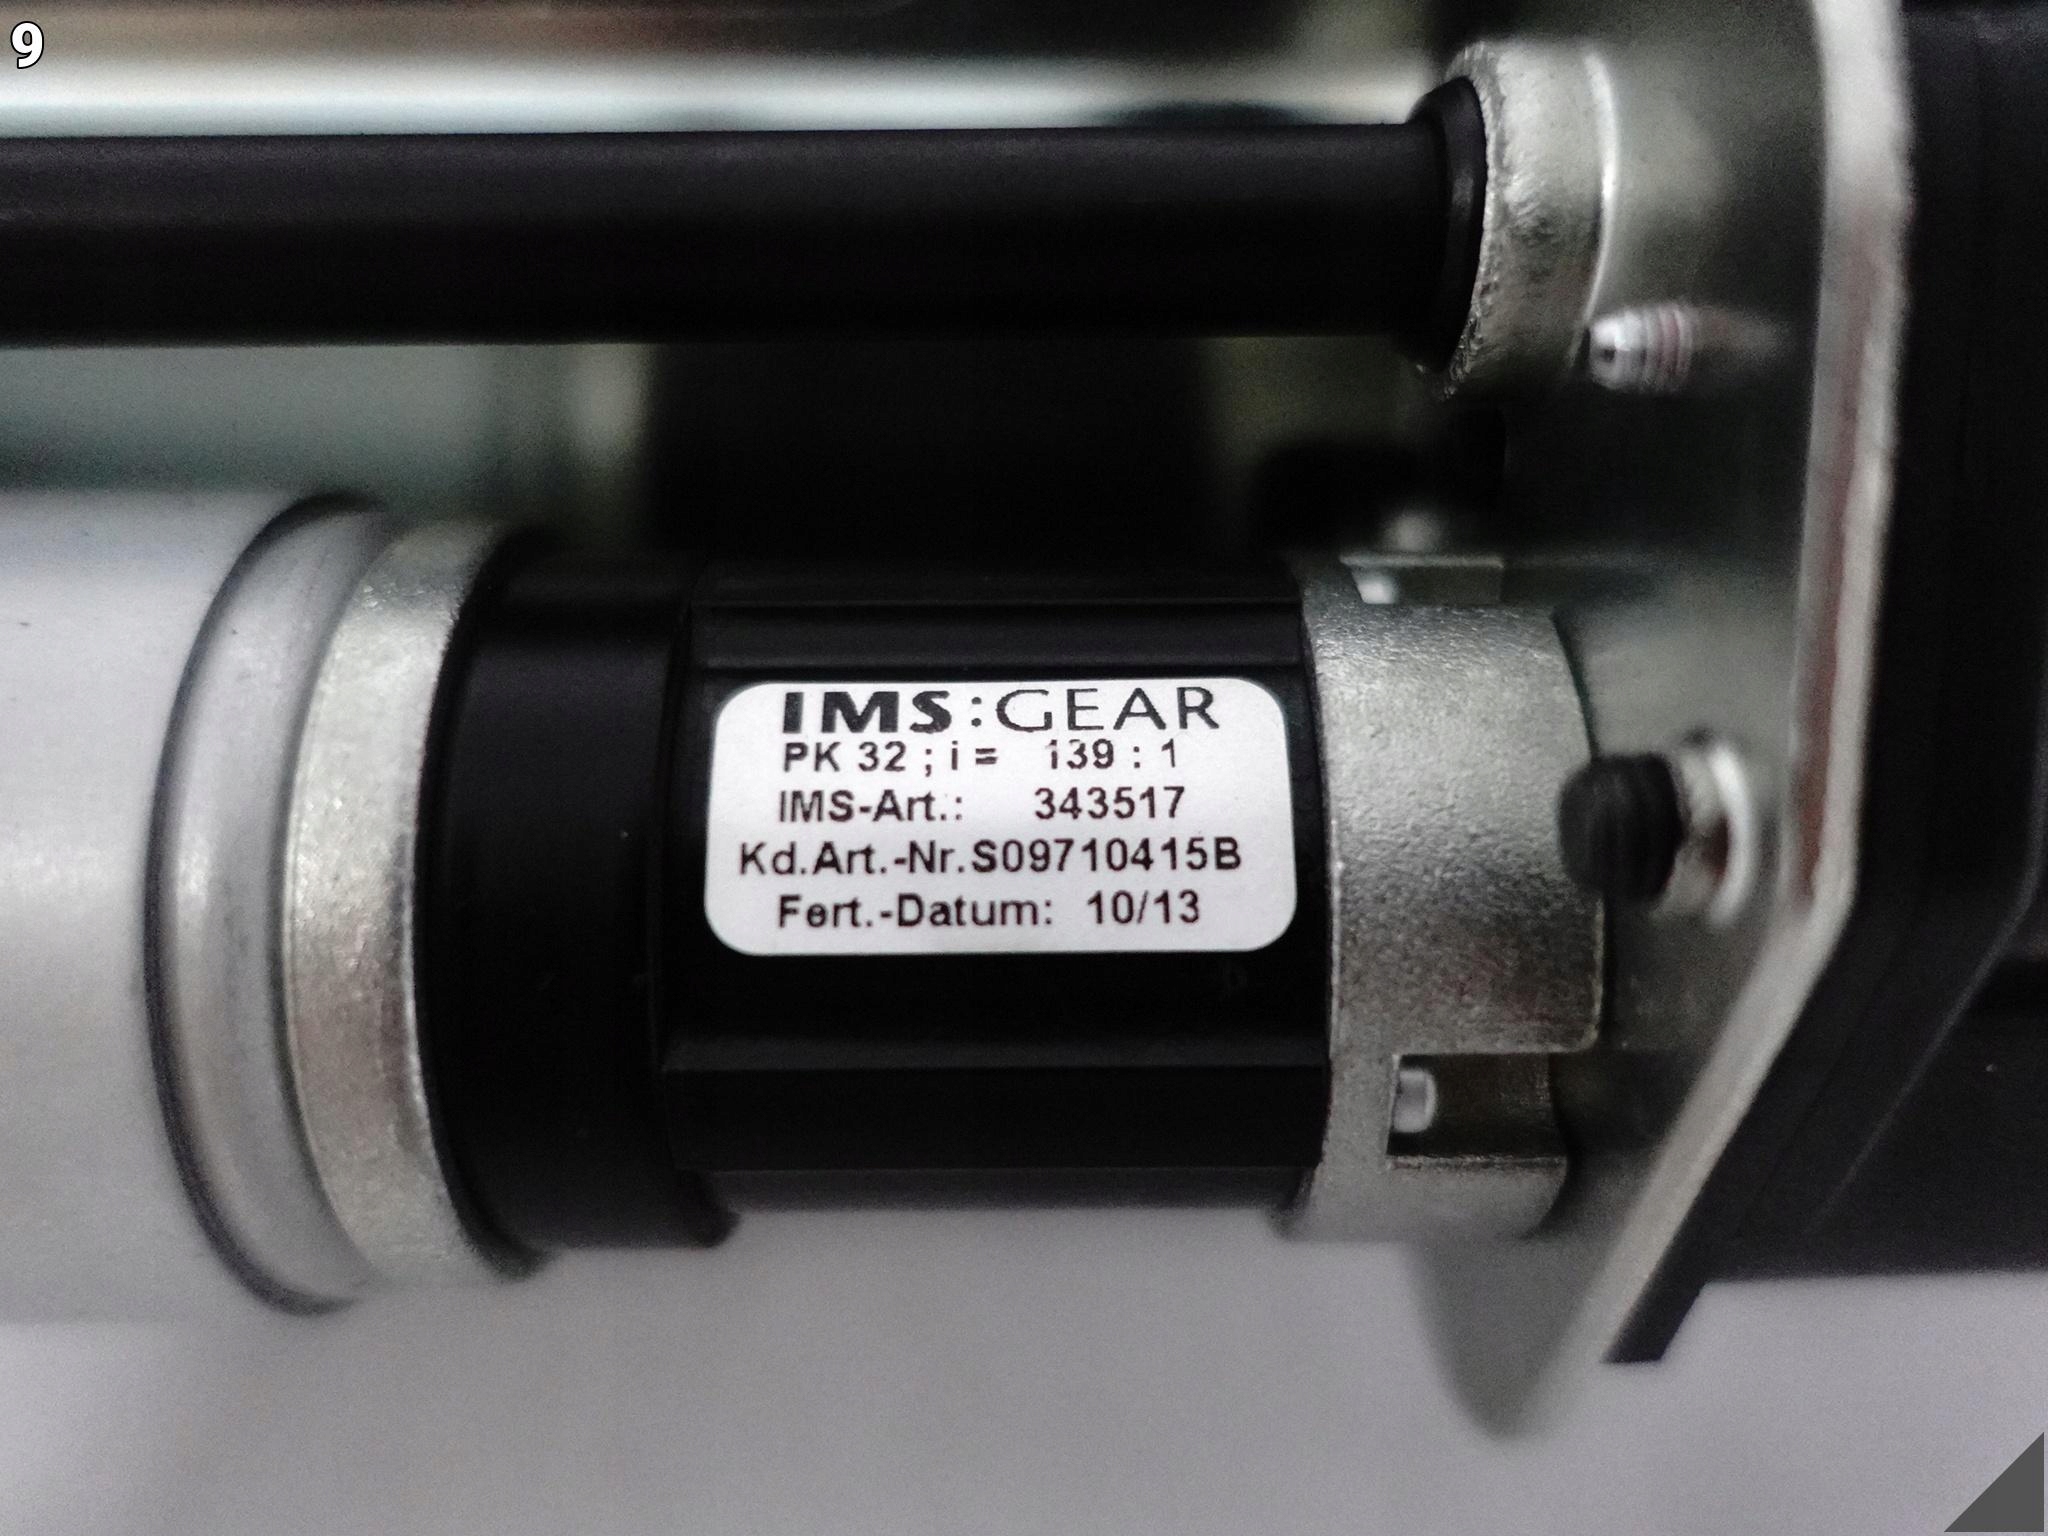 9
IMS:GEAR
PK 32 ; i = 139 : 1
IMS-Art.: 343517
Kd.Art.-Nr.S09710415B
Fert.-Datum: 10/13